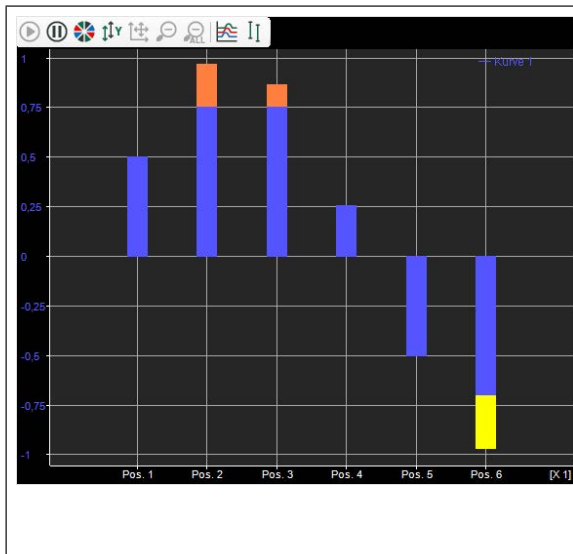 Y
ALL
1
Kurve 1
0,75
0,5
0,25
0
-0,25
-0,5
-0,75
-1
Pos. 1 Pos. 2 Pos. 3 Pos. 4 Pos. 5 Pos. 6 [X 1]